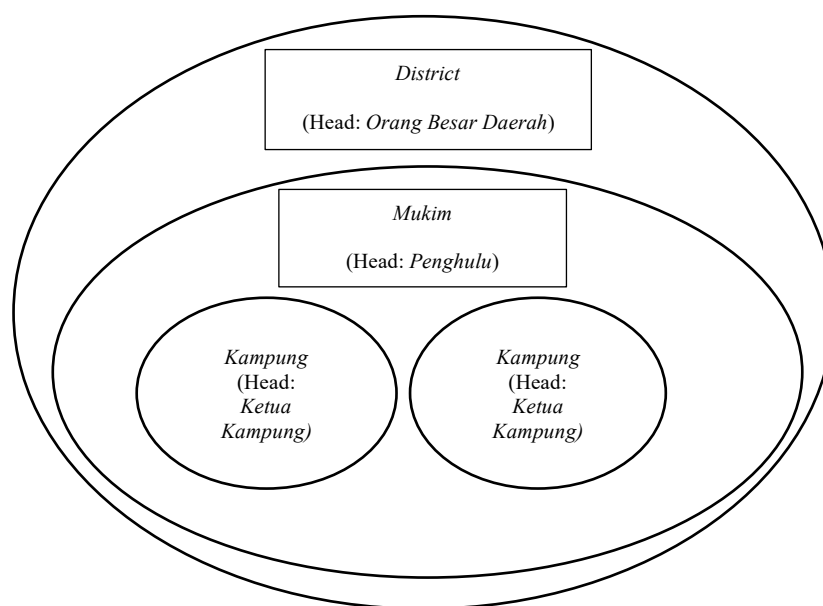 District
(Head: Orang Besar Daerah)
Mukim
(Head: Penghulu)
Kampung
(Head:
Ketua
Kampung)
Kampung
(Head:
Ketua
Kampung)